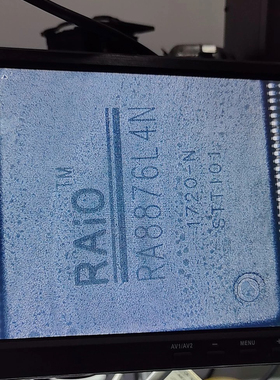 RAiO™
RA8876L4N
1720-N
STT101
AV1/AV2
−
MENU